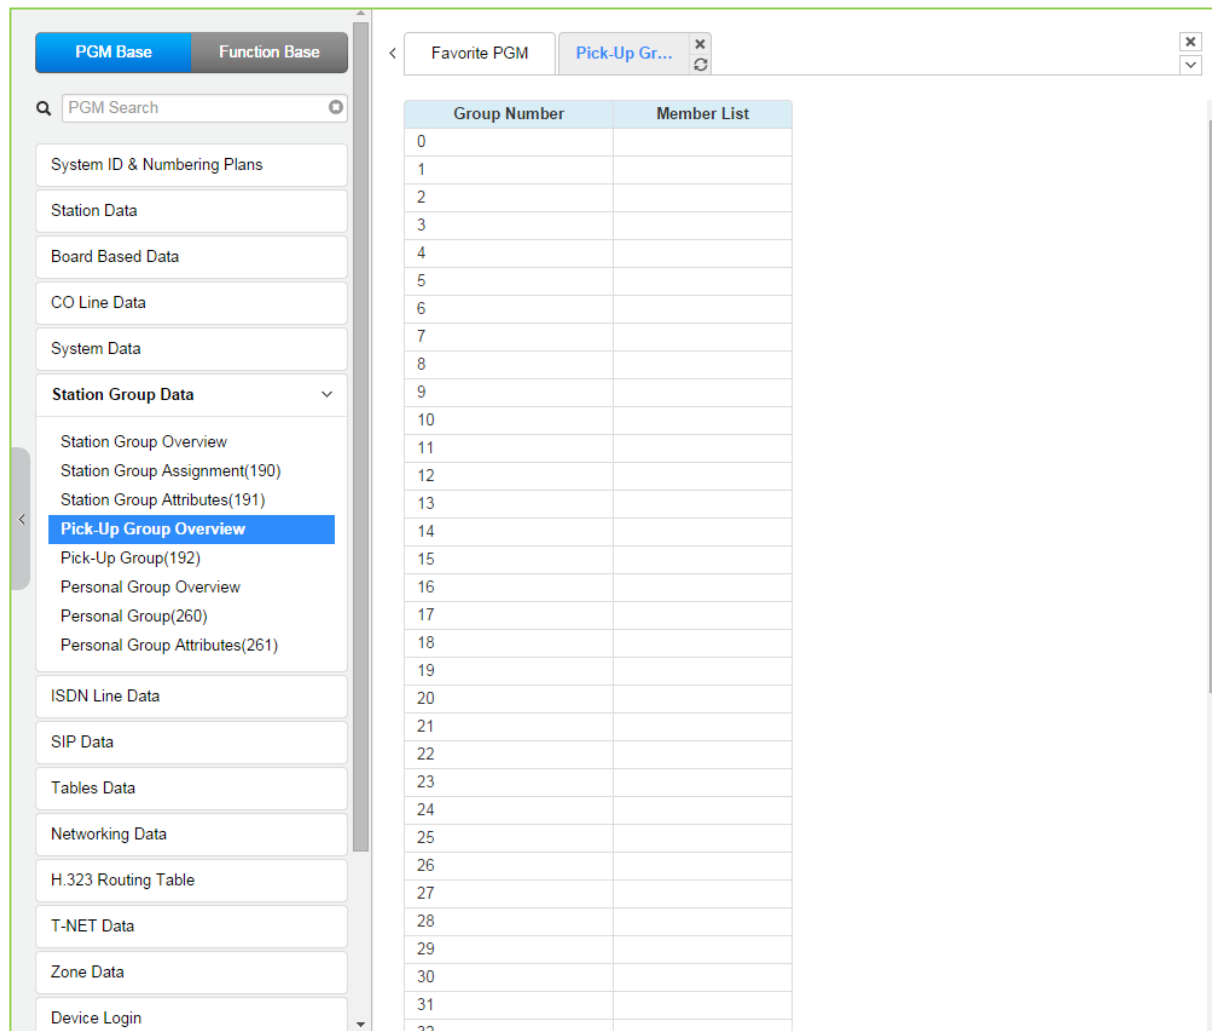 PGM Base Function Base
PGM Search
System ID & Numbering Plans
Station Data
Board Based Data
CO Line Data
System Data
Station Group Data
Station Group Overview
Station Group Assignment(190)
Station Group Attributes(191)
Pick-Up Group Overview
Pick-Up Group(192)
Personal Group Overview
Personal Group(260)
Personal Group Attributes(261)
ISDN Line Data
SIP Data
Tables Data
Networking Data
H.323 Routing Table
T-NET Data
Zone Data
Device Login
Favorite PGM Pick-Up Gr...
Group Number Member List
0
1
2
3
4
5
6
7
8
9
10
11
12
13
14
15
16
17
18
19
20
21
22
23
24
25
26
27
28
29
30
31